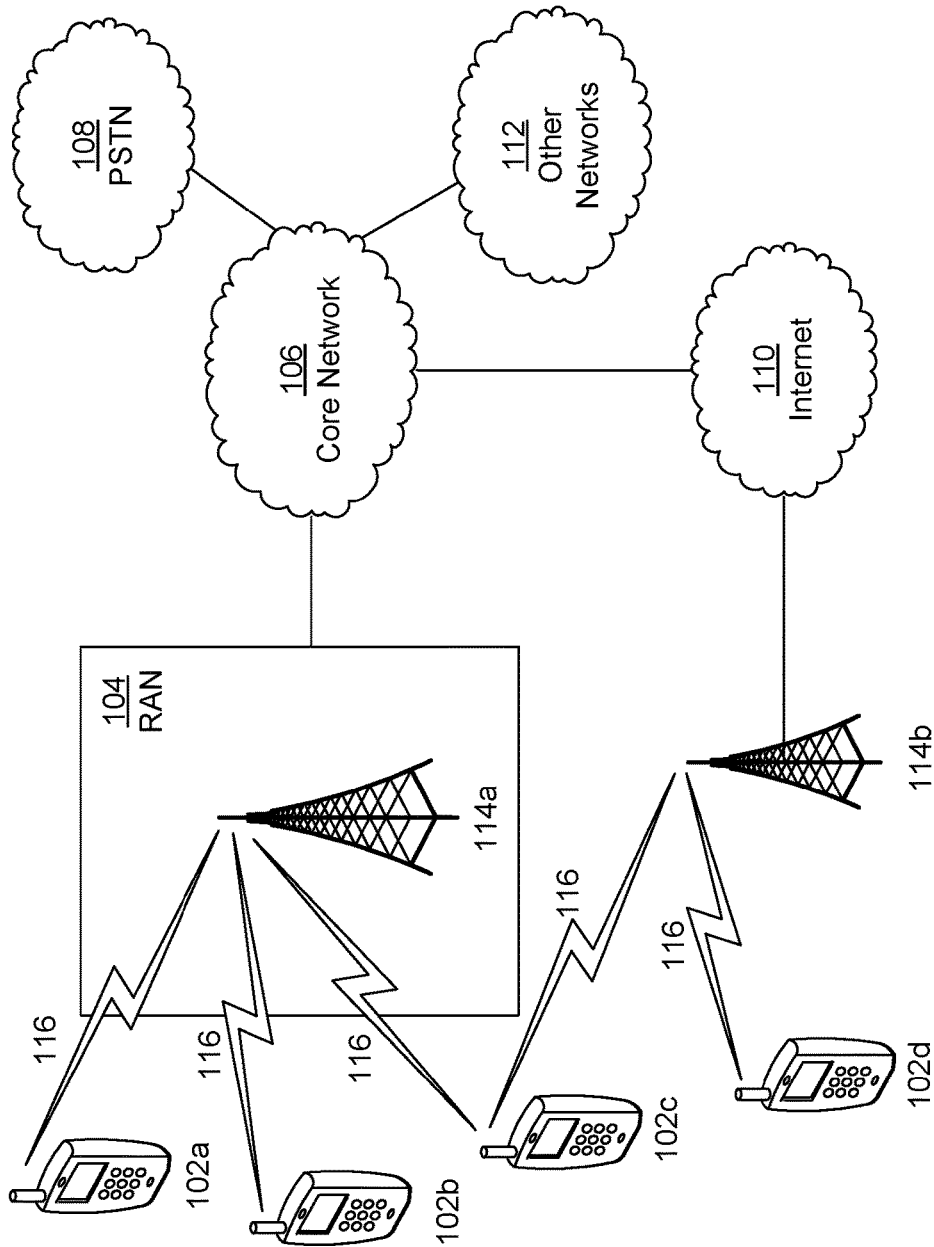 108
PSTN
106
Core Network
112
Other
Networks
110
Internet
104
RAN
114a
114b
116
116
116
116
116
102a
102b
102c
102d